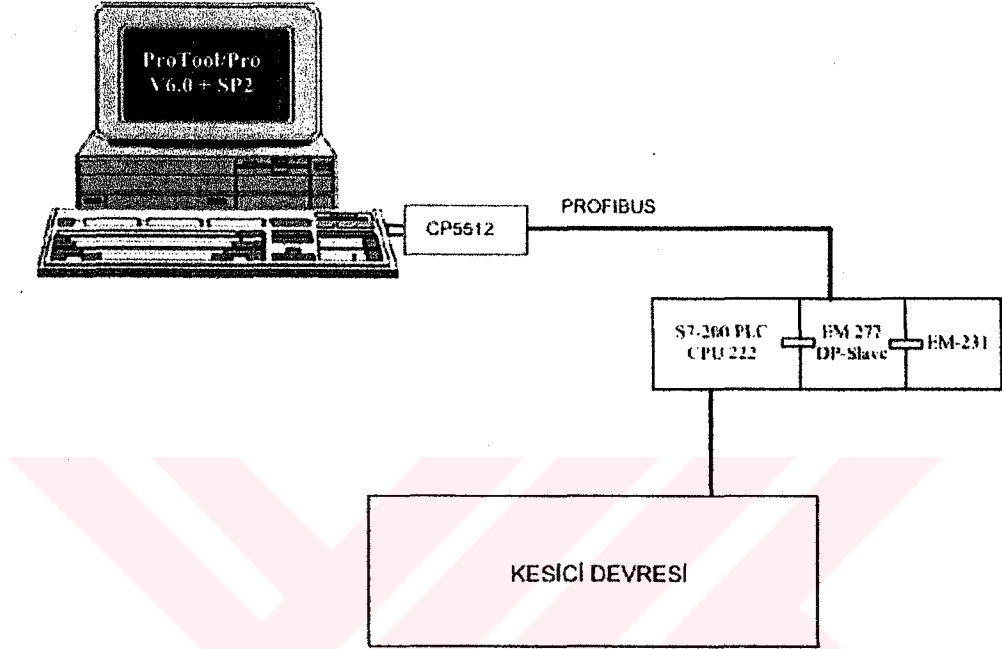 ProTool/Pro
V6.0 + SP2
CP5512
PROFIBUS
S7-200 PLC
CPU 222
EM 277
DP-Slave
EM-231
KESİCİ DEVRESİ